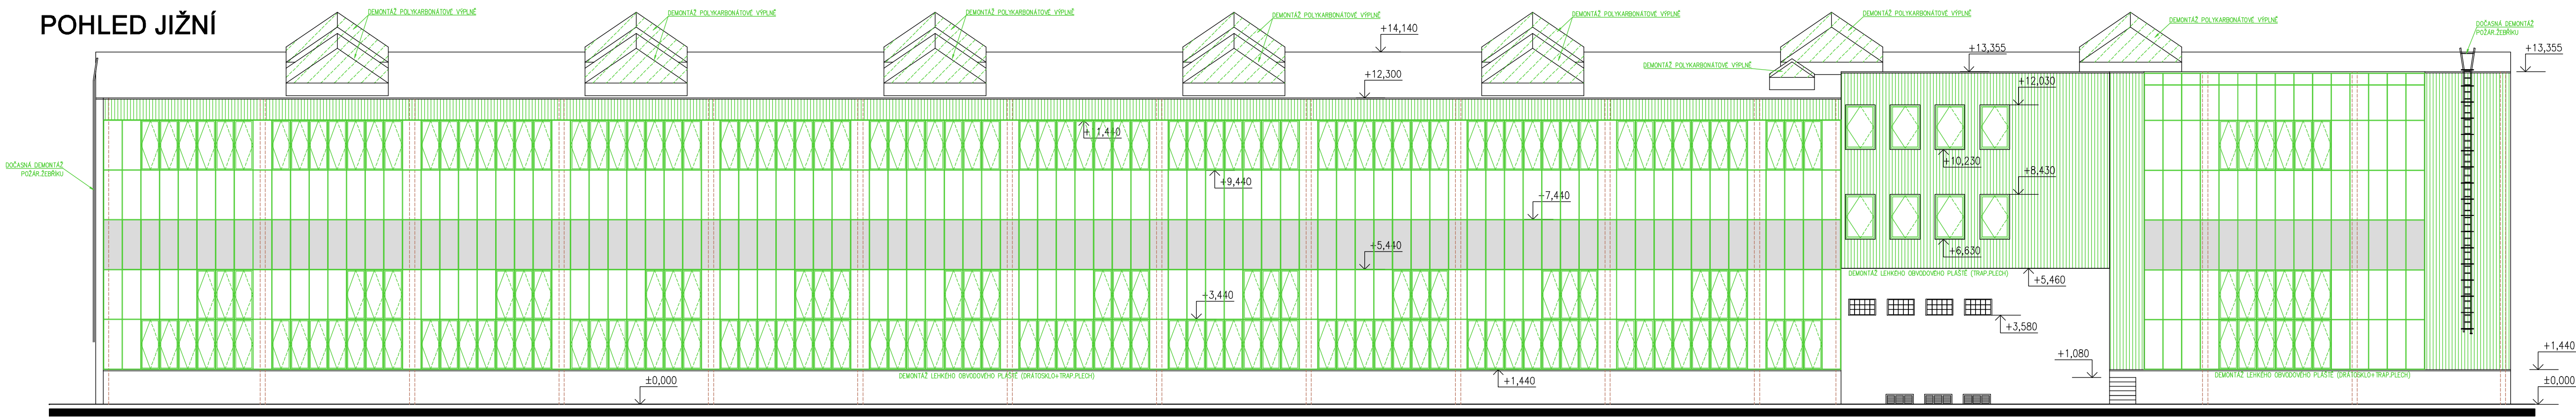 POHLED JIŽNÍ
DEMONTÁŽ POLYKARBONÁTOVÉ VÝPLNĚ
DEMONTÁŽ POLYKARBONÁTOVÉ VÝPLNĚ
DEMONTÁŽ POLYKARBONÁTOVÉ VÝPLNĚ
DEMONTÁŽ POLYKARBONÁTOVÉ VÝPLNĚ
DEMONTÁŽ POLYKARBONÁTOVÉ VÝPLNĚ
DEMONTÁŽ POLYKARBONÁTOVÉ VÝPLNĚ
DEMONTÁŽ POLYKARBONÁTOVÉ VÝPLNĚ
DOČASNÁ DEMONTÁŽ
POŽÁR.ŽEBŘÍKU
+14,140
+13,355
+13,355
DEMONTÁŽ POLYKARBONÁTOVÉ VÝPLNĚ
+12,300
+12,030
+11,440
+10,230
DOČASNÁ DEMONTÁŽ
POŽÁR.ŽEBŘÍKU
+9,440
+8,430
+7,440
+5,440
+6,630
DEMONTÁŽ LEHKÉHO OBVODOVÉHO PLÁŠTĚ (TRAP.PLECH)
+5,460
+3,440
+3,580
+1,080
+1,440
DEMONTÁŽ LEHKÉHO OBVODOVÉHO PLÁŠTĚ (DRÁTOSKLO+TRAP.PLECH)
DEMONTÁŽ LEHKÉHO OBVODOVÉHO PLÁŠTĚ (DRÁTOSKLO+TRAP.PLECH)
±0,000
+1,440
±0,000